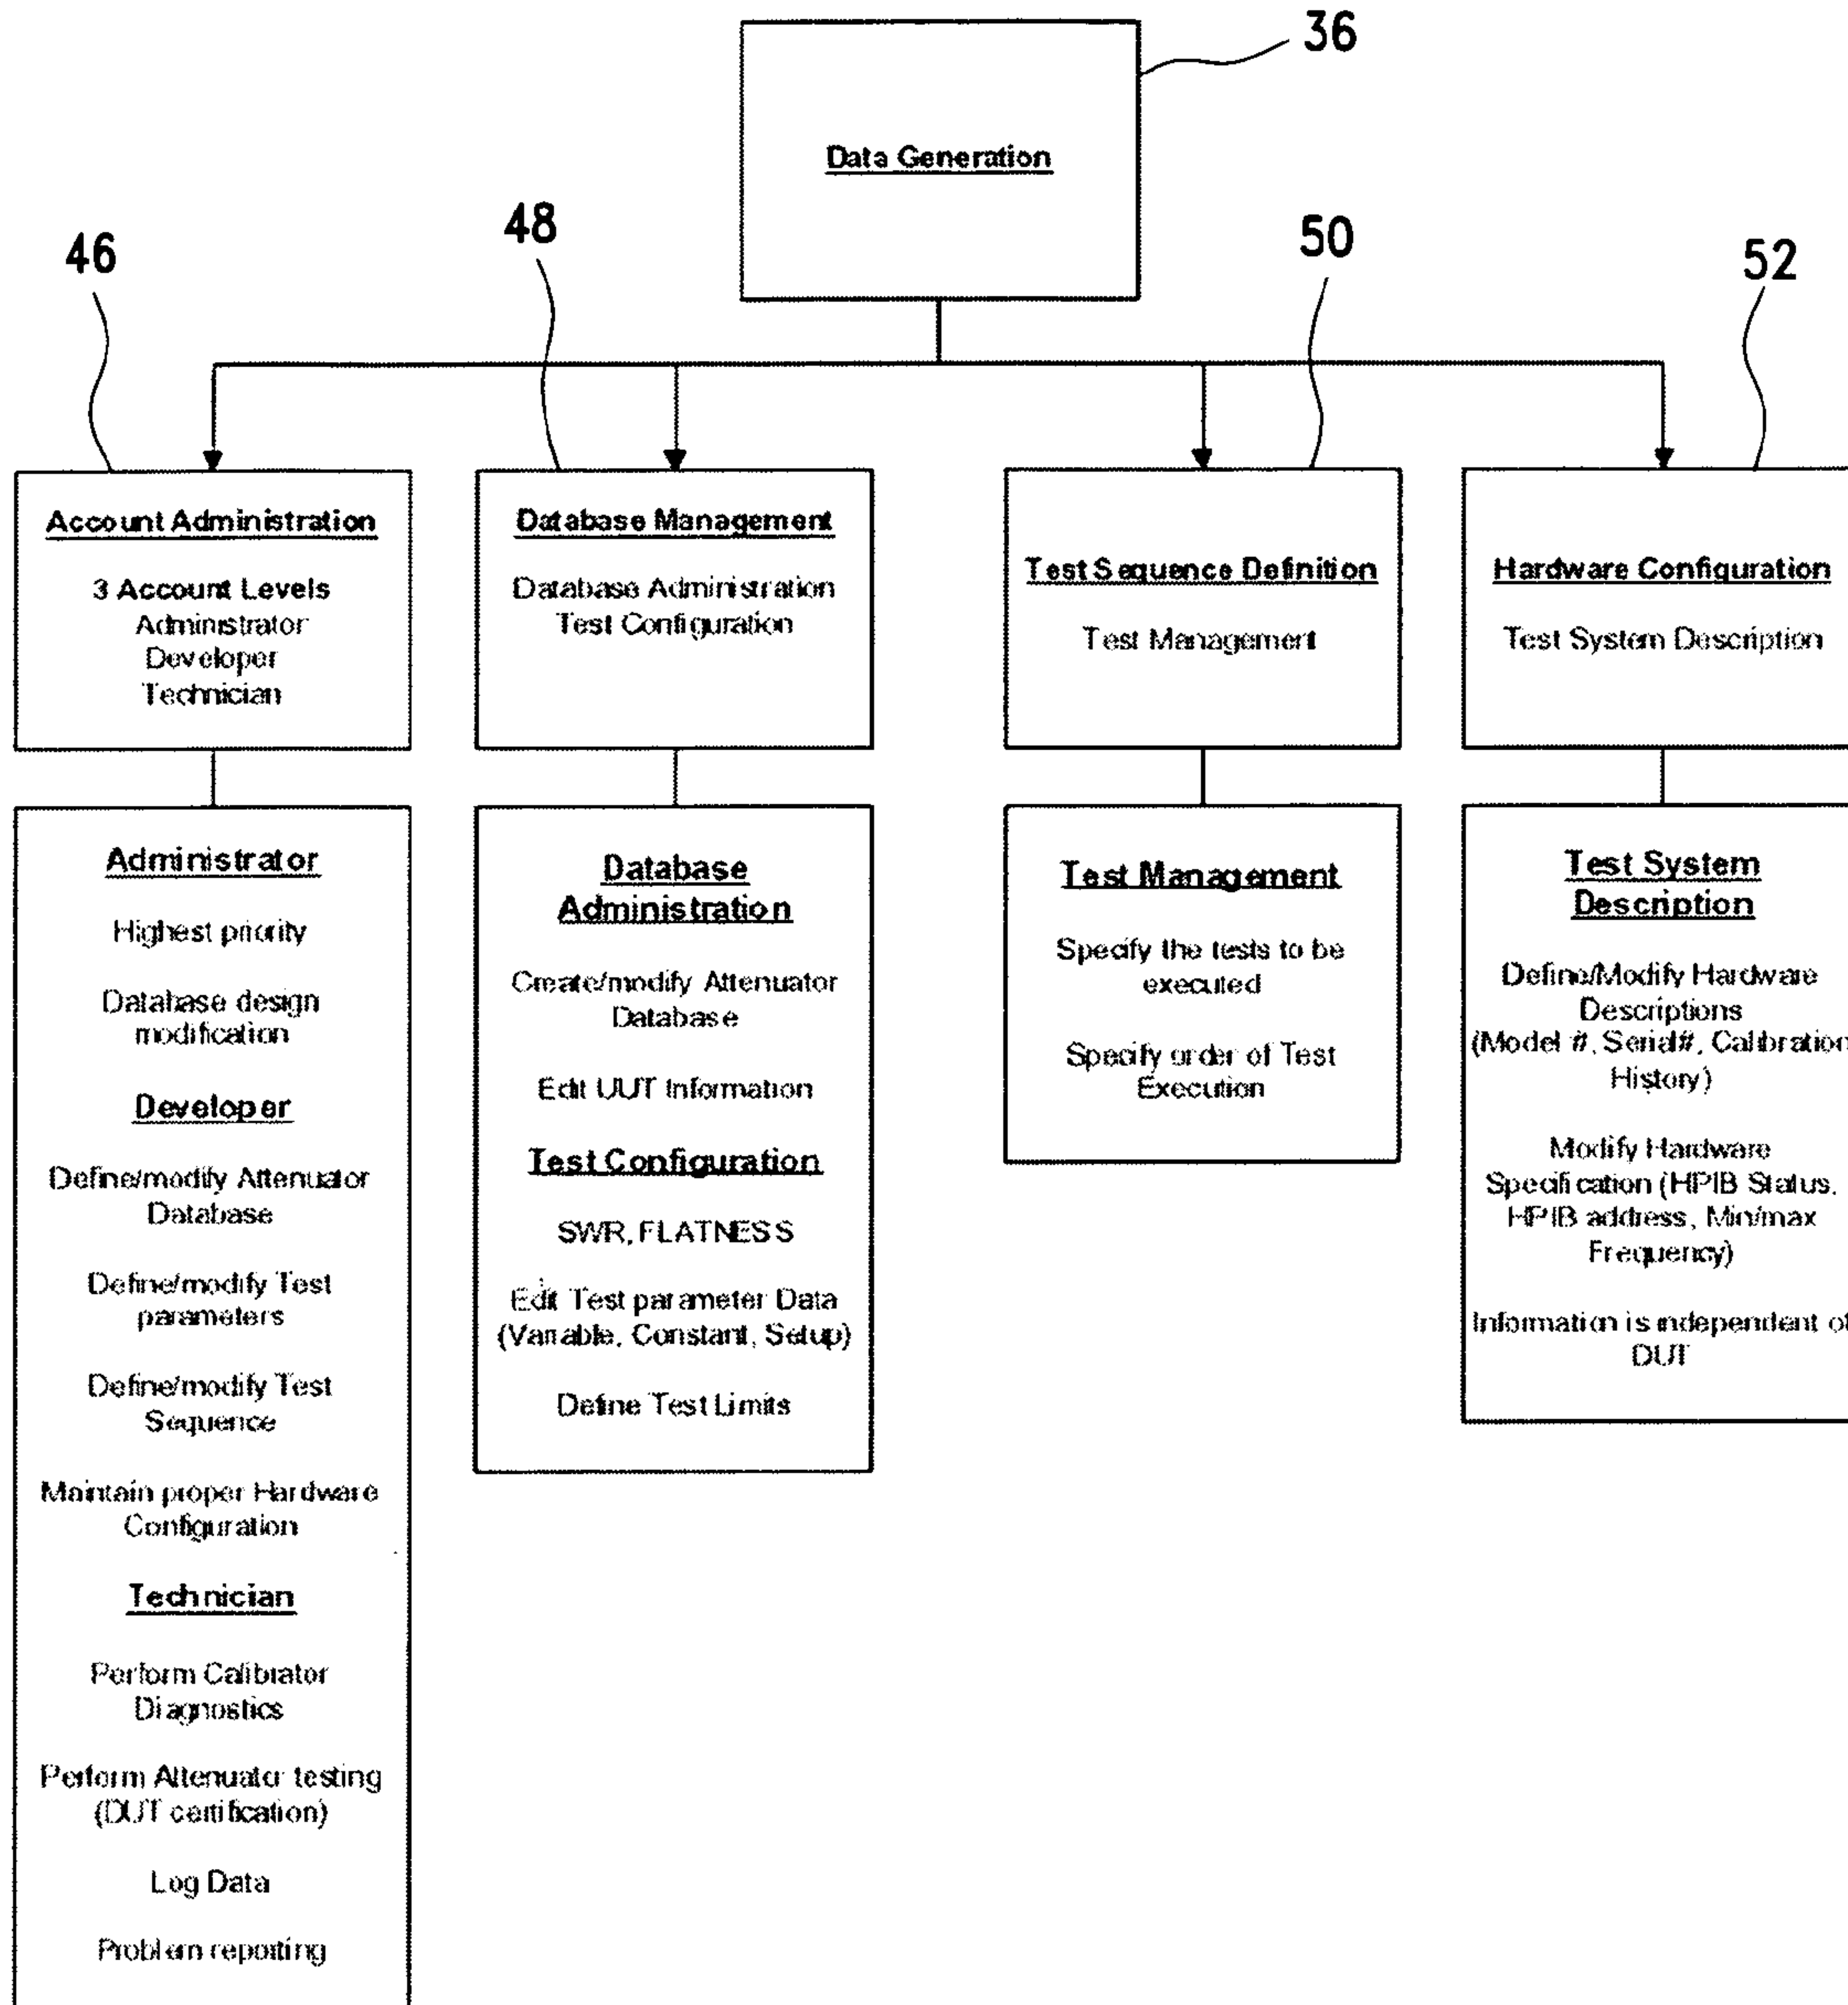 36
Data Generation
46
48
50
52
Account Administration
3 Account Levels
Administrator
Developer
Technician
Database Management
Database Administration
Test Configuration
Test Sequence Definition
Test Management
Hardware Configuration
Test System Description
Administrator
Highest priority
Database design
modification
Developer
Define/modify Attenuator
Database
Define/modify Test
parameters
Define/modify Test
Sequence
Maintain proper Hardware
Configuration
Technician
Perform Calibrator
Diagnostics
Perform Attenuator testing
(DUT certification)
Log Data
Problem reporting
Database
Administration
Create/modify Attenuator
Database
Edit UUT Information
Test Configuration
SWR, FLATNESS
Edit Test parameter Data
(Variable, Constant, Setup)
Define Test Limits
Test Management
Specify the tests to be
executed
Specify order of Test
Execution
Test System
Description
Define/Modify Hardware
Descriptions
(Model #, Serial#, Calibration
History)
Modify Hardware
Specification (HPIB Status,
HPIB address, Min/max
Frequency)
Information is independent of
DUT